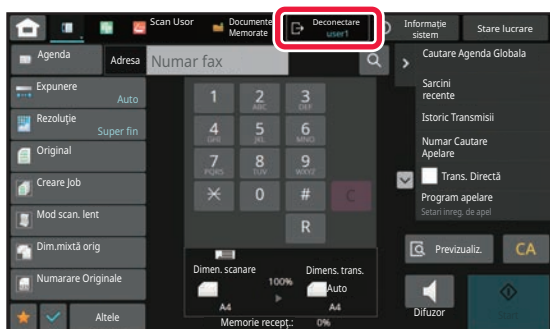 Scan Usor
Documente
Memorate
Deconectare
user1
Informație
sistem
Stare lucrare
Agenda
Adresa
Numar fax
Cautare Agenda Globala
Expunere
Auto
1
2
ABC
3
DEF
Sarcini
recente
Rezoluţie
Super fin
4
GHI
5
JKL
6
MNO
Istoric Transmisii
Original
7
PQRS
8
TUV
9
WXYZ
Numar Cautare
Apelare
Creare Job
0
#
C
Trans. Directă
Mod scan. lent
R
Program apelare
Setari inreg. de apel
Dim.mixtă orig
Previzualiz.
CA
Numarare Originale
Dimen. scanare
100%
Dimens. trans.
Auto
A4
A4
Altele
Memorie recepț.:
0%
Difuzor
Start